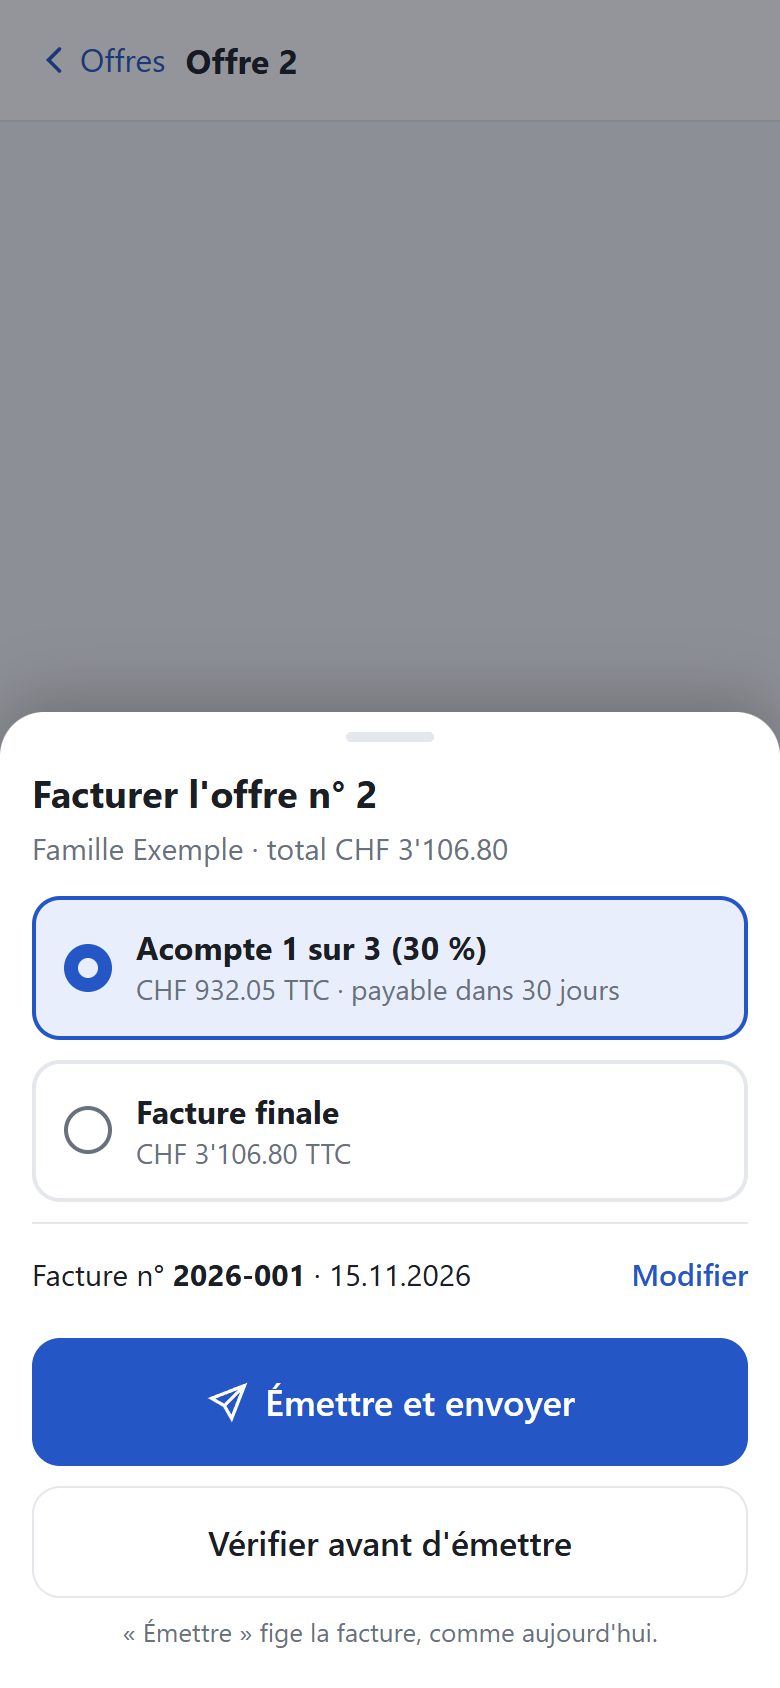 Offres Offre 2
Facturer l'offre n° 2
Famille Exemple · total CHF 3'106.80
Acompte 1 sur 3 (30 %)
CHF 932.05 TTC · payable dans 30 jours
Facture finale
CHF 3'106.80 TTC
Facture n° 2026-001 · 15.11.2026 Modifier
Émettre et envoyer
Vérifier avant d'émettre
« Émettre » fige la facture, comme aujourd'hui.